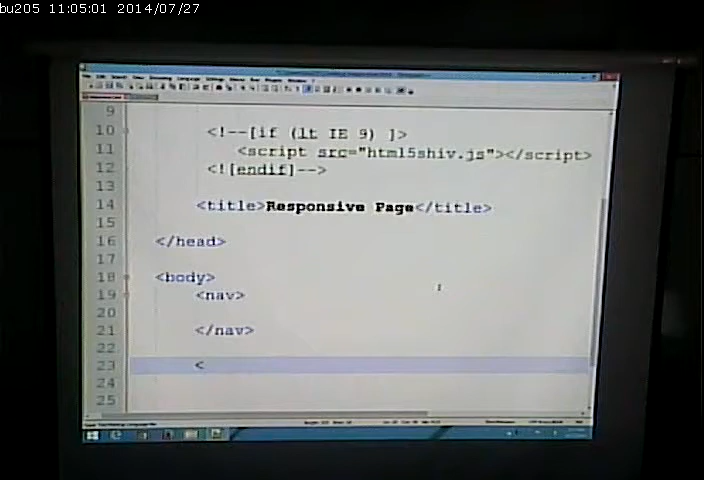 bu205 11:05:01 2014/07/27
9
10 <!--[if (lt IE 9) ]>
11 <script src="html5shiv.js"></script>
12 <![endif]-->
13
14 <title>Responsive Page</title>
15
16 </head>
17
18 <body>
19 <nav>
20
21 </nav>
22
23 <
24
25